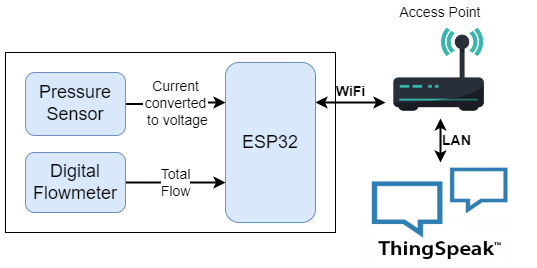 Access Point
Pressure
Sensor
Current
converted
to voltage
ESP32
WiFi
LAN
Digital
Flowmeter
Total
Flow
ThingSpeak™